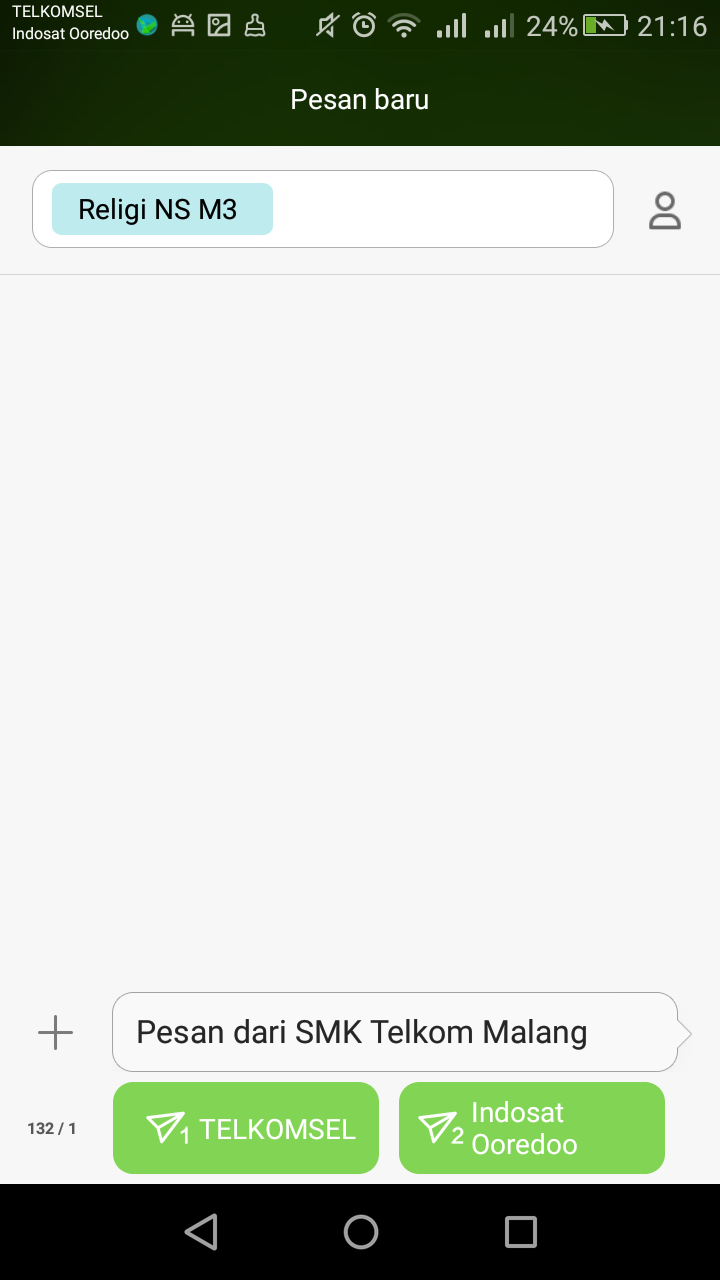 TELKOMSEL
Indosat Ooredoo
24%
21:16
Pesan baru
Religi NS M3
Pesan dari SMK Telkom Malang
132 / 1
1 TELKOMSEL
2 Indosat
Ooredoo